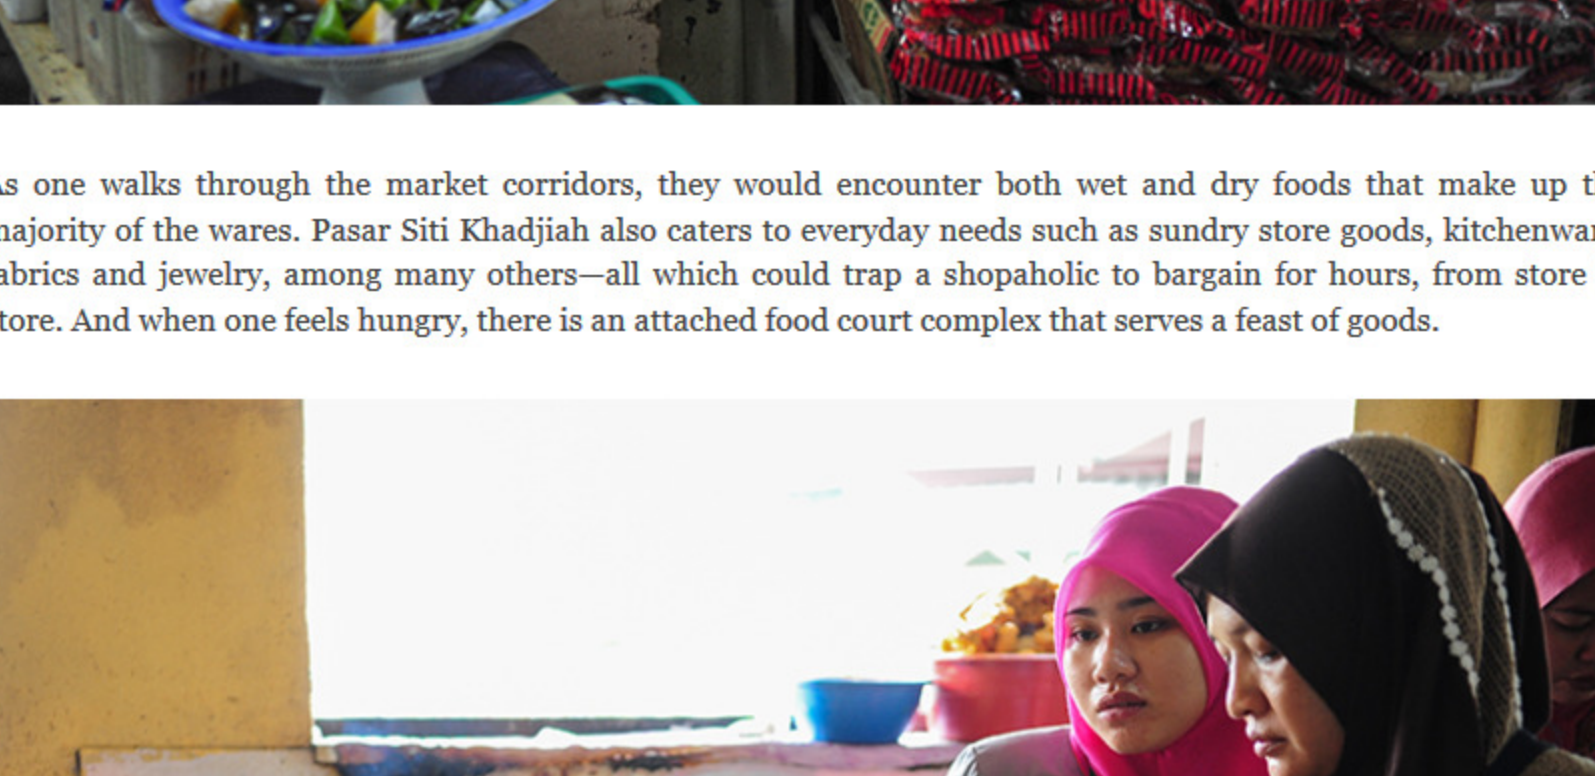 s one walks through the market corridors, they would encounter both wet and dry foods that make up
majority of the wares. Pasar Siti Khadjiah also caters to everyday needs such as sundry store goods, kitchenwar
abrics and jewelry, among many others—all which could trap a shopaholic to bargain for hours, from store
tore. And when one feels hungry, there is an attached food court complex that serves a feast of goods.